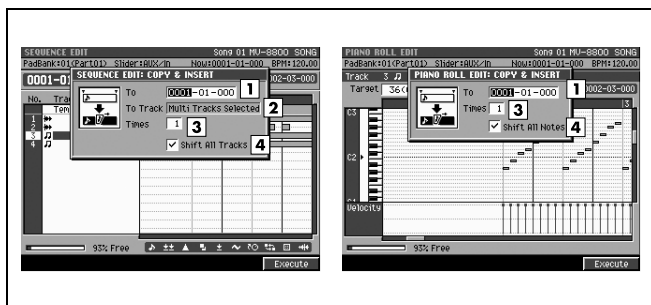 SEQUENCE EDIT Song 01 MV-8800 SONG
PadBank:01(Part01) Slider:AUX/in Now:0001-01-000 BPM:120.00
SEQUENCE EDIT: COPY & INSERT
0001-01 02-03-000
To 0001-01-000 1
To Track Multi Tracks Selected 2
Times 1 3
Shift All Tracks 4
No.
1
2
3
4
93% Free
Execute
PIANO ROLL EDIT Song 01 MV-8800 SONG
PadBank:01(Part01) Slider:AUX/in Now:0001-01-000 BPM:120.00
PIANO ROLL EDIT: COPY & INSERT
Track 3
Target 36 002-03-000
To 0001-01-000 1
Times 1 3
Shift All Notes 4
C3
C2
Velocity
93% Free
Execute